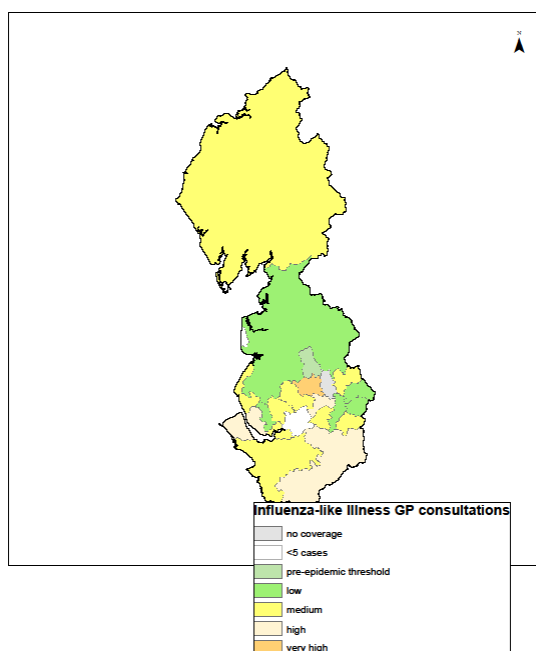 N
Influenza-like Illness GP consultations
no coverage
<5 cases
pre-epidemic threshold
low
medium
high
very high